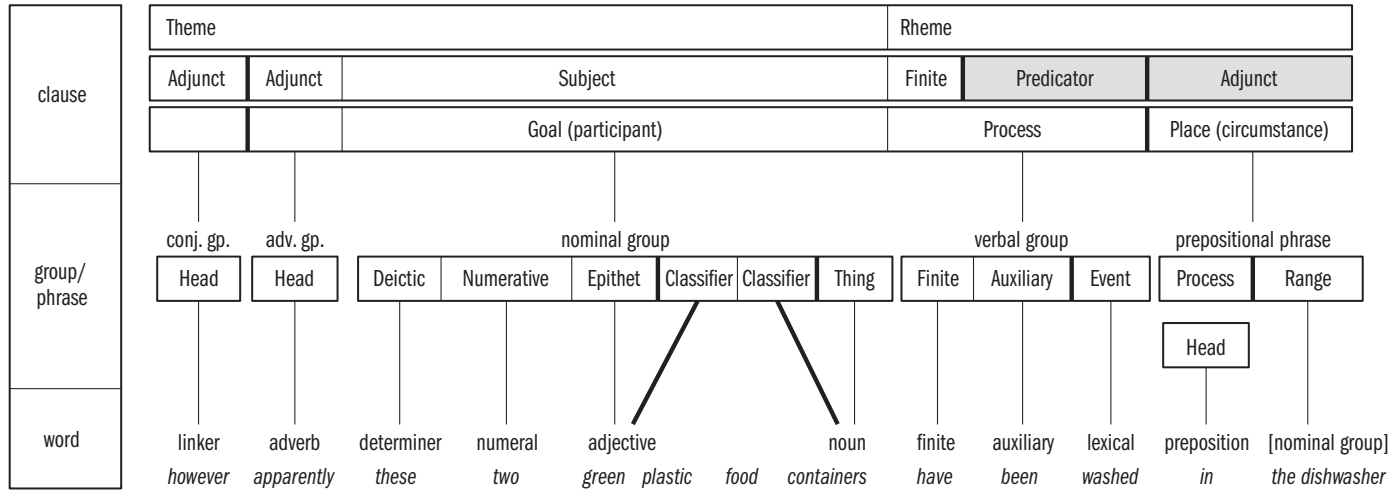 Theme Rheme
clause Adjunct Adjunct Subject Finite Predicator Adjunct
Goal (participant) Process Place (circumstance)
conj. gp. adv. gp. nominal group verbal group prepositional phrase
group/
phrase
Head Head Deictic Numerative Epithet Classifier Classifier Thing Finite Auxiliary Event Process Range
Head
word linker adverb determiner numeral adjective noun finite auxiliary lexical preposition [nominal group]
however apparently these two green plastic food containers have been washed in the dishwasher